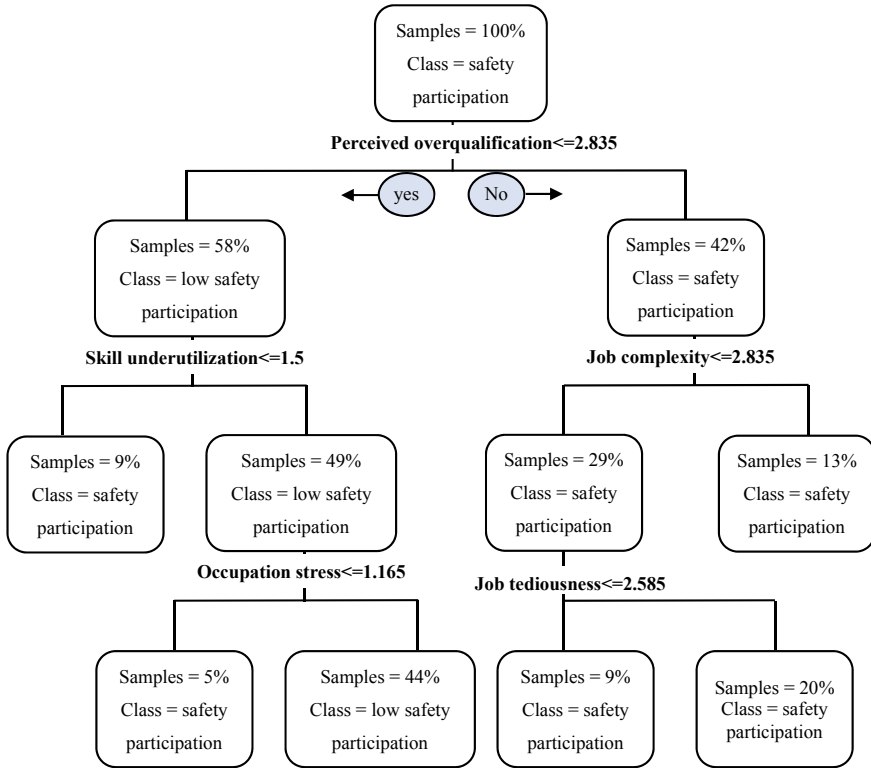 Samples = 100%
Class = safety
participation
Perceived overqualification<=2.835
yes
No
Samples = 58%
Class = low safety
participation
Samples = 42%
Class = safety
participation
Skill underutilization<=1.5
Job complexity<=2.835
Samples = 9%
Class = safety
participation
Samples = 49%
Class = low safety
participation
Samples = 29%
Class = safety
participation
Samples = 13%
Class = safety
participation
Occupation stress<=1.165
Job tediousness<=2.585
Samples = 5%
Class = safety
participation
Samples = 44%
Class = low safety
participation
Samples = 9%
Class = safety
participation
Samples = 20%
Class = safety
participation